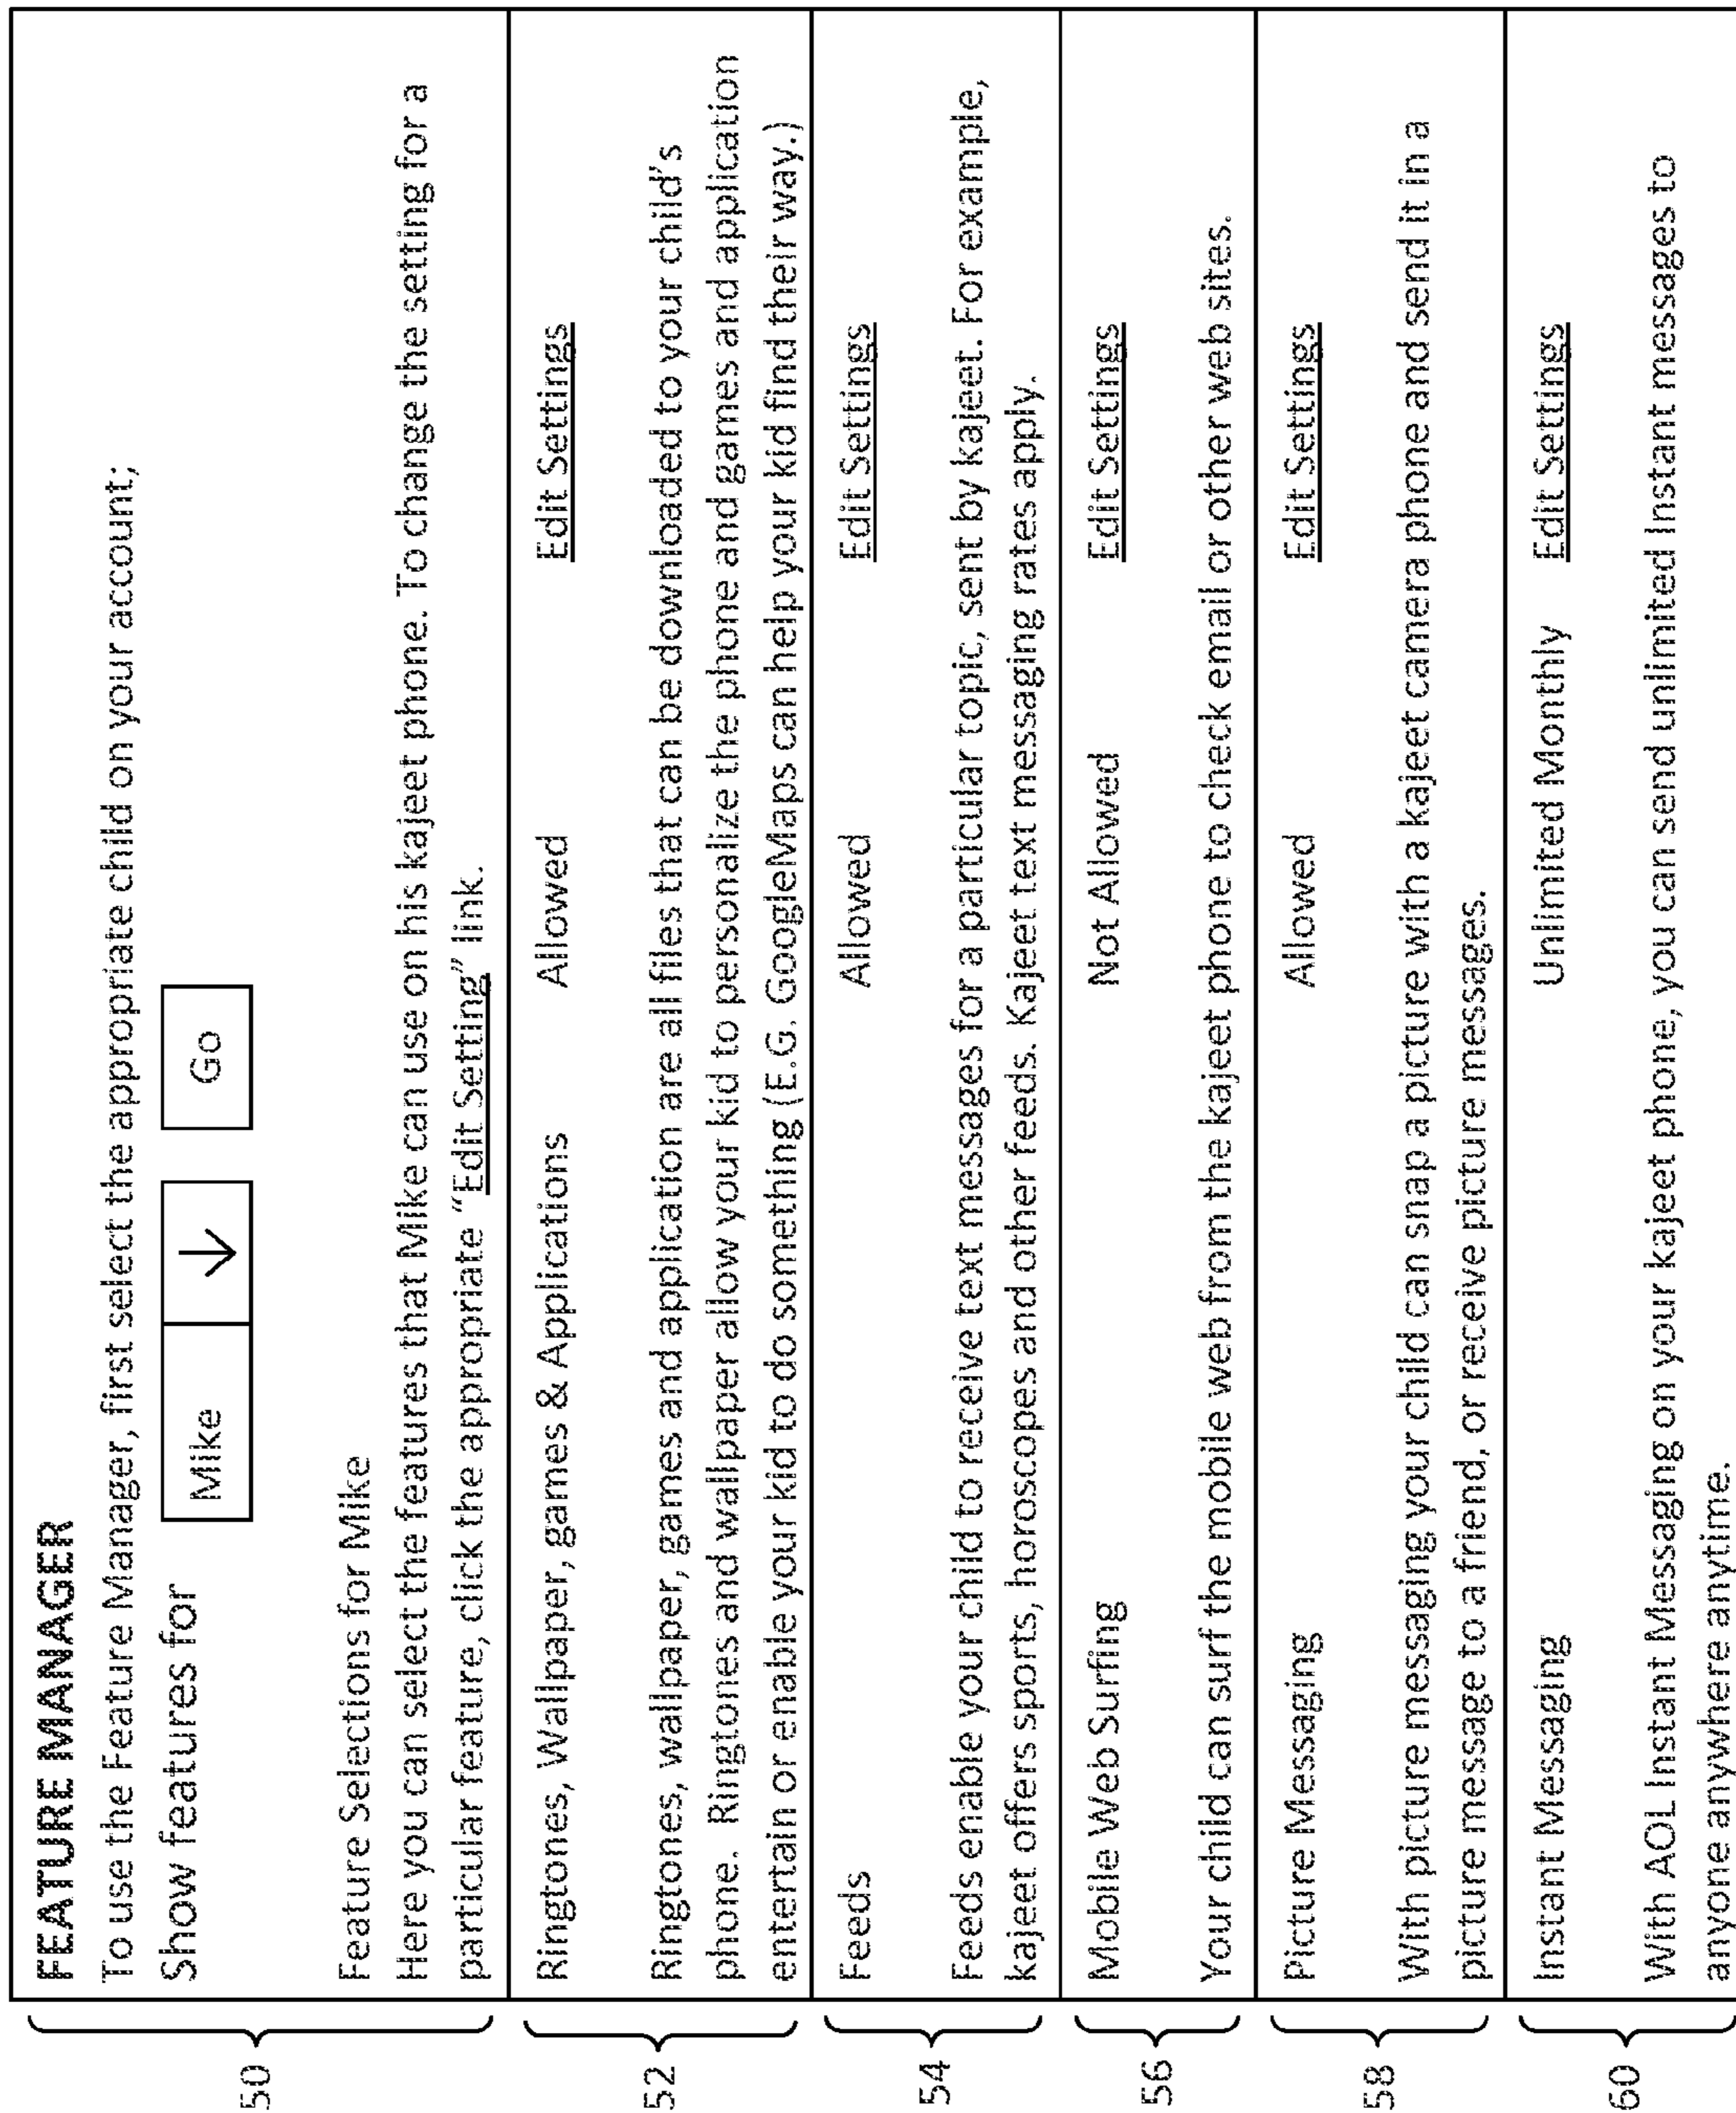 FEATURE MANAGER
To use the Feature Manager, first select the appropriate child on your account;
Show features for Mike ↓ Go
Feature Selections for Mike
Here you can select the features that Mike can use on his kajeet phone. To change the setting for a
particular feature, click the appropriate “Edit Setting” link.
50
Ringtones, Wallpaper, games & Applications Allowed Edit Settings
Ringtones, wallpaper, games and application are all files that can be downloaded to your child's
phone. Ringtones and wallpaper allow your kid to personalize the phone and games and application
entertain or enable your kid to do something (E.G. GoogleMaps can help your kid find their way.)
52
Feeds Allowed Edit Settings
Feeds enable your child to receive text messages for a particular topic, sent by kajeet. For example,
kajeet offers sports, horoscopes and other feeds. Kajeet text messaging rates apply.
54
Mobile Web Surfing Not Allowed Edit Settings
Your child can surf the mobile web from the kajeet phone to check email or other web sites.
56
Picture Messaging Allowed Edit Settings
With picture messaging your child can snap a picture with a kajeet camera phone and send it in a
picture message to a friend, or receive picture messages.
58
Instant Messaging Unlimited Monthly Edit Settings
With AOL Instant Messaging on your kajeet phone, you can send unlimited Instant messages to
anyone anywhere anytime.
60